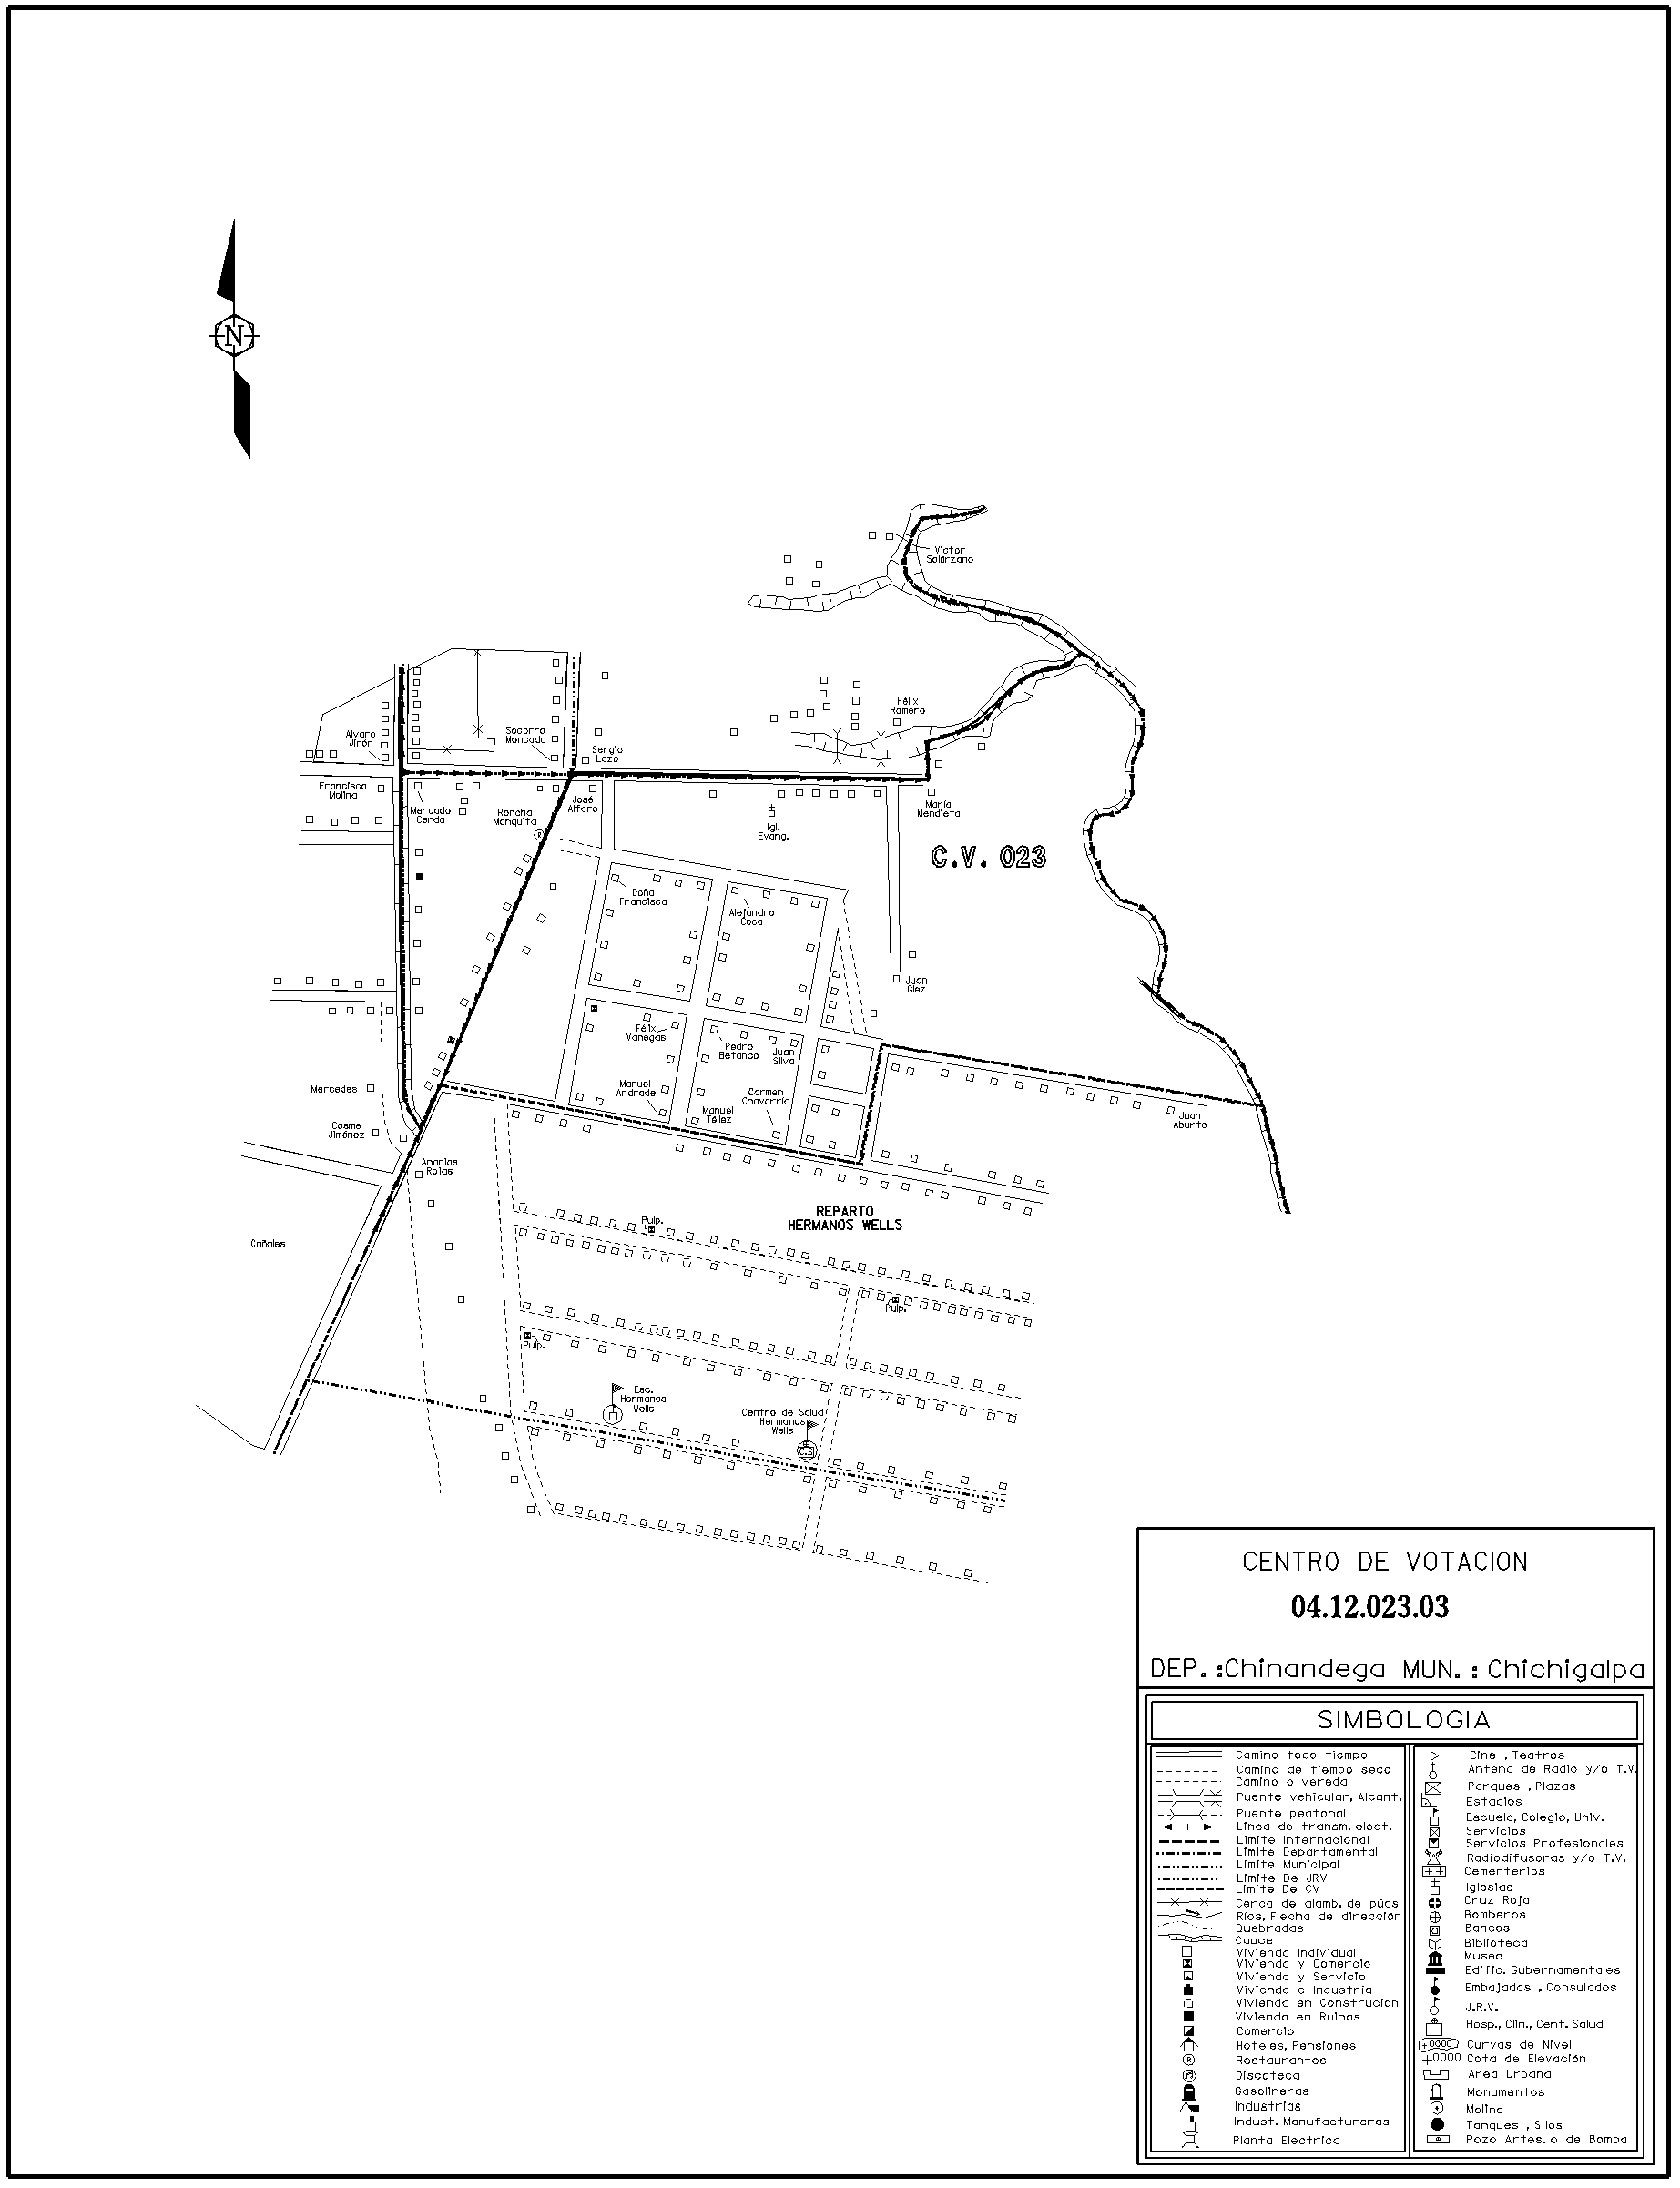 N
Victor
Solórzano
Félix
Romero
Socorro
Moncada
Alvaro
Jirón
Sergio
Lazo
Francisco
Molina
Mercado
Cerda
Roncha
Manquita
José
Alfaro
María
Mendieta
R
Igl.
Evang.
C.V. 023
Doña
Francisca
Alejandro
Coca
Juan
Glez
Félix
Vanegas
Pedro
Betanco
Juan
Silva
Mercedes
Manuel
Andrade
Carmen
Chavarría
Manuel
Téllez
Juan
Aburto
Cosme
Jiménez
Ananias
Rojas
REPARTO
HERMANOS WELLS
Pulp.
Cañales
Pulp.
Pulp.
Esc.
Hermanos
Wells
Centro de Salud
Hermanos
Wells
C.S
CENTRO DE VOTACION
04.12.023.03
DEP.:Chinandega MUN.: Chichigalpa
SIMBOLOGIA
Camino todo tiempo
Camino de tiempo seco
Camino o vereda
Puente vehicular, Alcant.
Puente peatonal
Línea de transm. elect.
Limite Internacional
Limite Departamental
Limite Municipal
Limite De JRV
Limite De CV
Cerca de alamb. de púas
Ríos, Flecha de dirección
Quebradas
Cauce
Vivienda Individual
Vivienda y Comercio
Vivienda y Servicio
Vivienda e Industria
Vivienda en Construción
Vivienda en Ruinas
Comercio
Hoteles, Pensiones
R Restaurantes
Discoteca
Gasolineras
Industrias
Indust. Manufactureras
Planta Electrica
Cine , Teatros
Antena de Radio y/o T.V.
Parques , Plazas
Estadios
Escuela, Colegio, Univ.
Servicios
Servicios Profesionales
Radiodifusoras y/o T.V.
Cementerios
Iglesias
Cruz Roja
Bomberos
Bancos
Biblioteca
Museo
Edific. Gubernamentales
Embajadas , Consulados
J.R.V.
Hosp., Clin., Cent. Salud
+0000 Curvas de Nivel
+0000 Cota de Elevación
Area Urbana
Monumentos
Molino
Tanques , Silos
Pozo Artes. o de Bomba